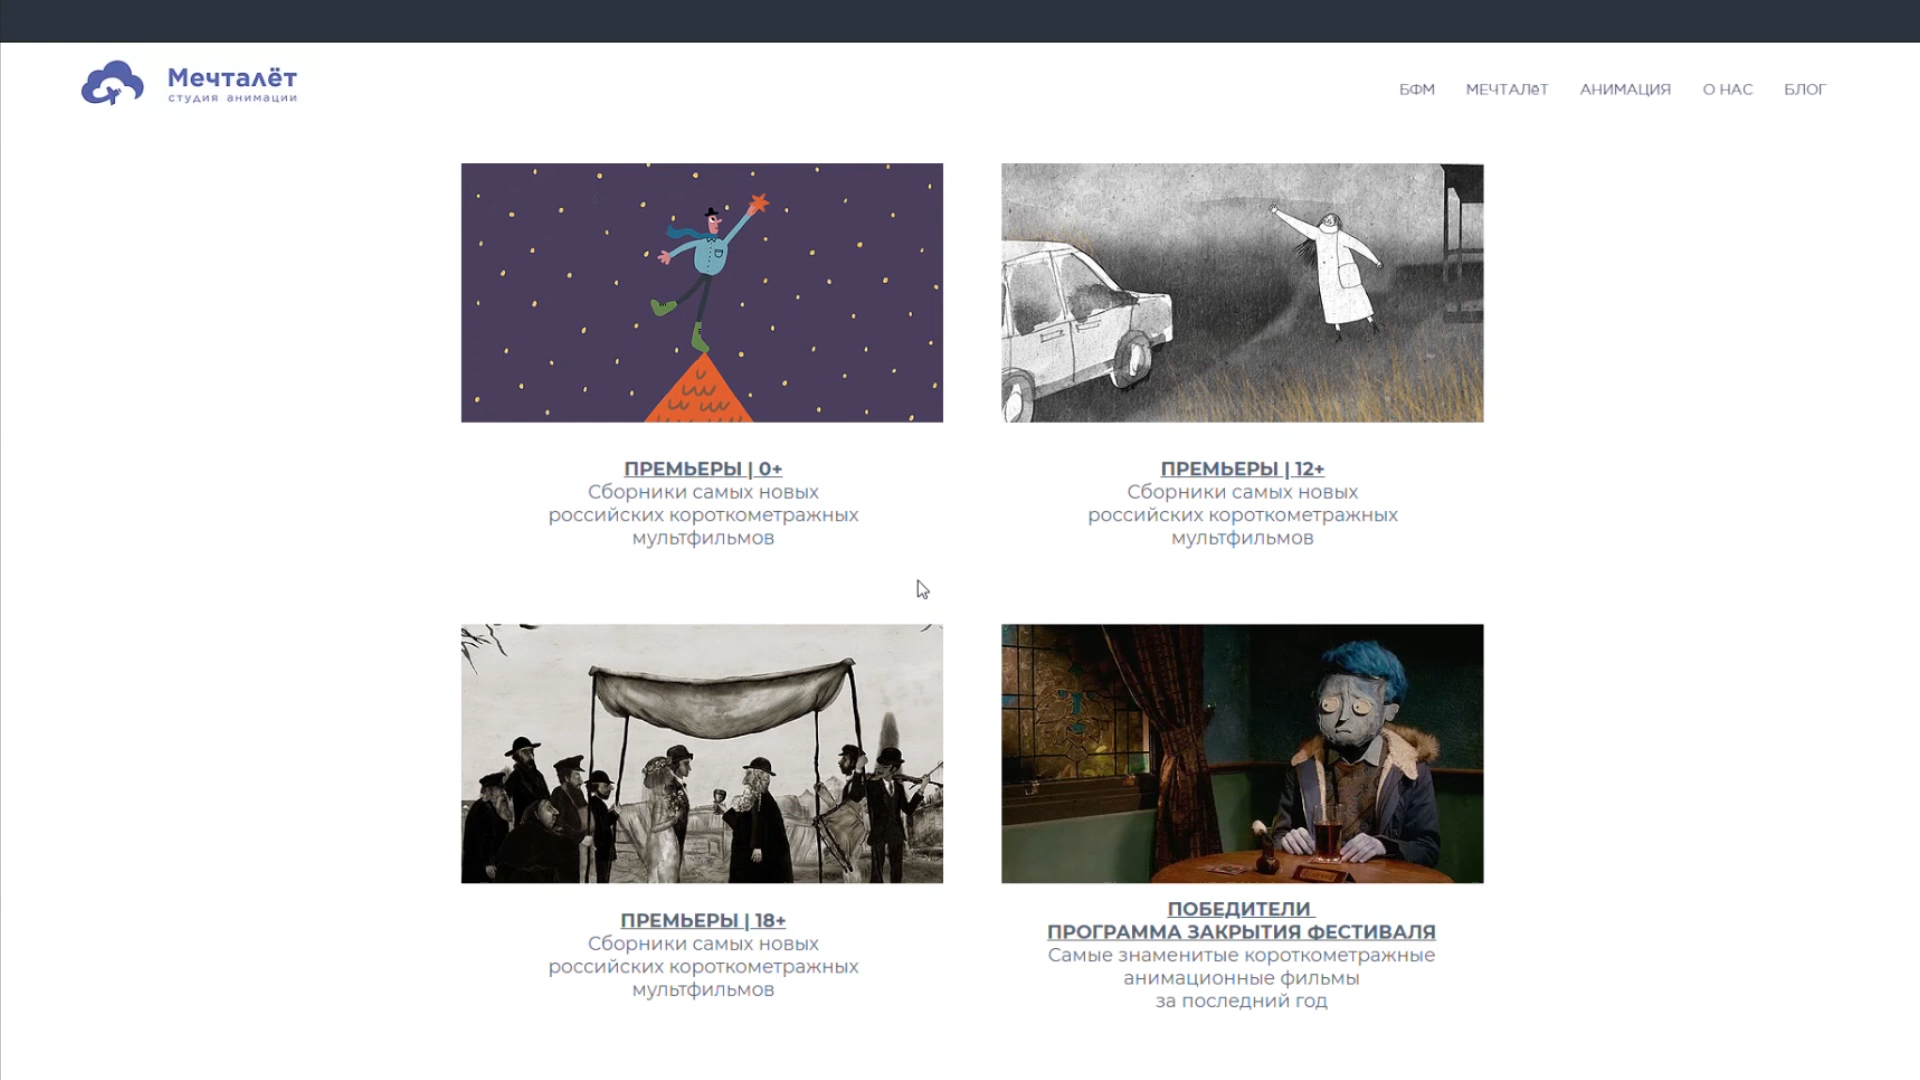 Мечталёт
студия анимации
БФМ МЕЧТАЛёТ АНИМАЦИЯ О НАС БЛОГ
ПРЕМЬЕРЫ | 0+
Сборники самых новых
российских короткометражных
мультфильмов
ПРЕМЬЕРЫ | 12+
Сборники самых новых
российских короткометражных
мультфильмов
ПРЕМЬЕРЫ | 18+
Сборники самых новых
российских короткометражных
мультфильмов
ПОБЕДИТЕЛИ
ПРОГРАММА ЗАКРЫТИЯ ФЕСТИВАЛЯ
Самые знаменитые короткометражные
анимационные фильмы
за последний год